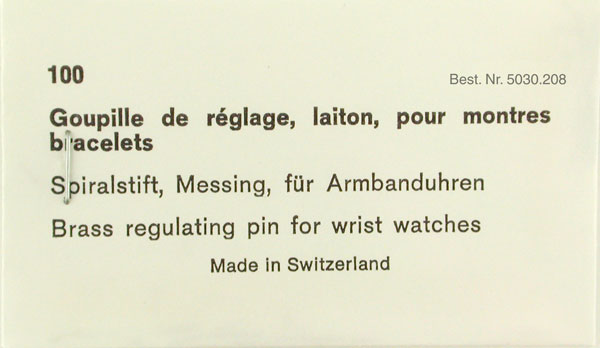 100
Best. Nr. 5030.208
Goupille de réglage, laiton, pour montres
bracelets
Spiralstift, Messing, für Armbanduhren
Brass regulating pin for wrist watches
Made in Switzerland